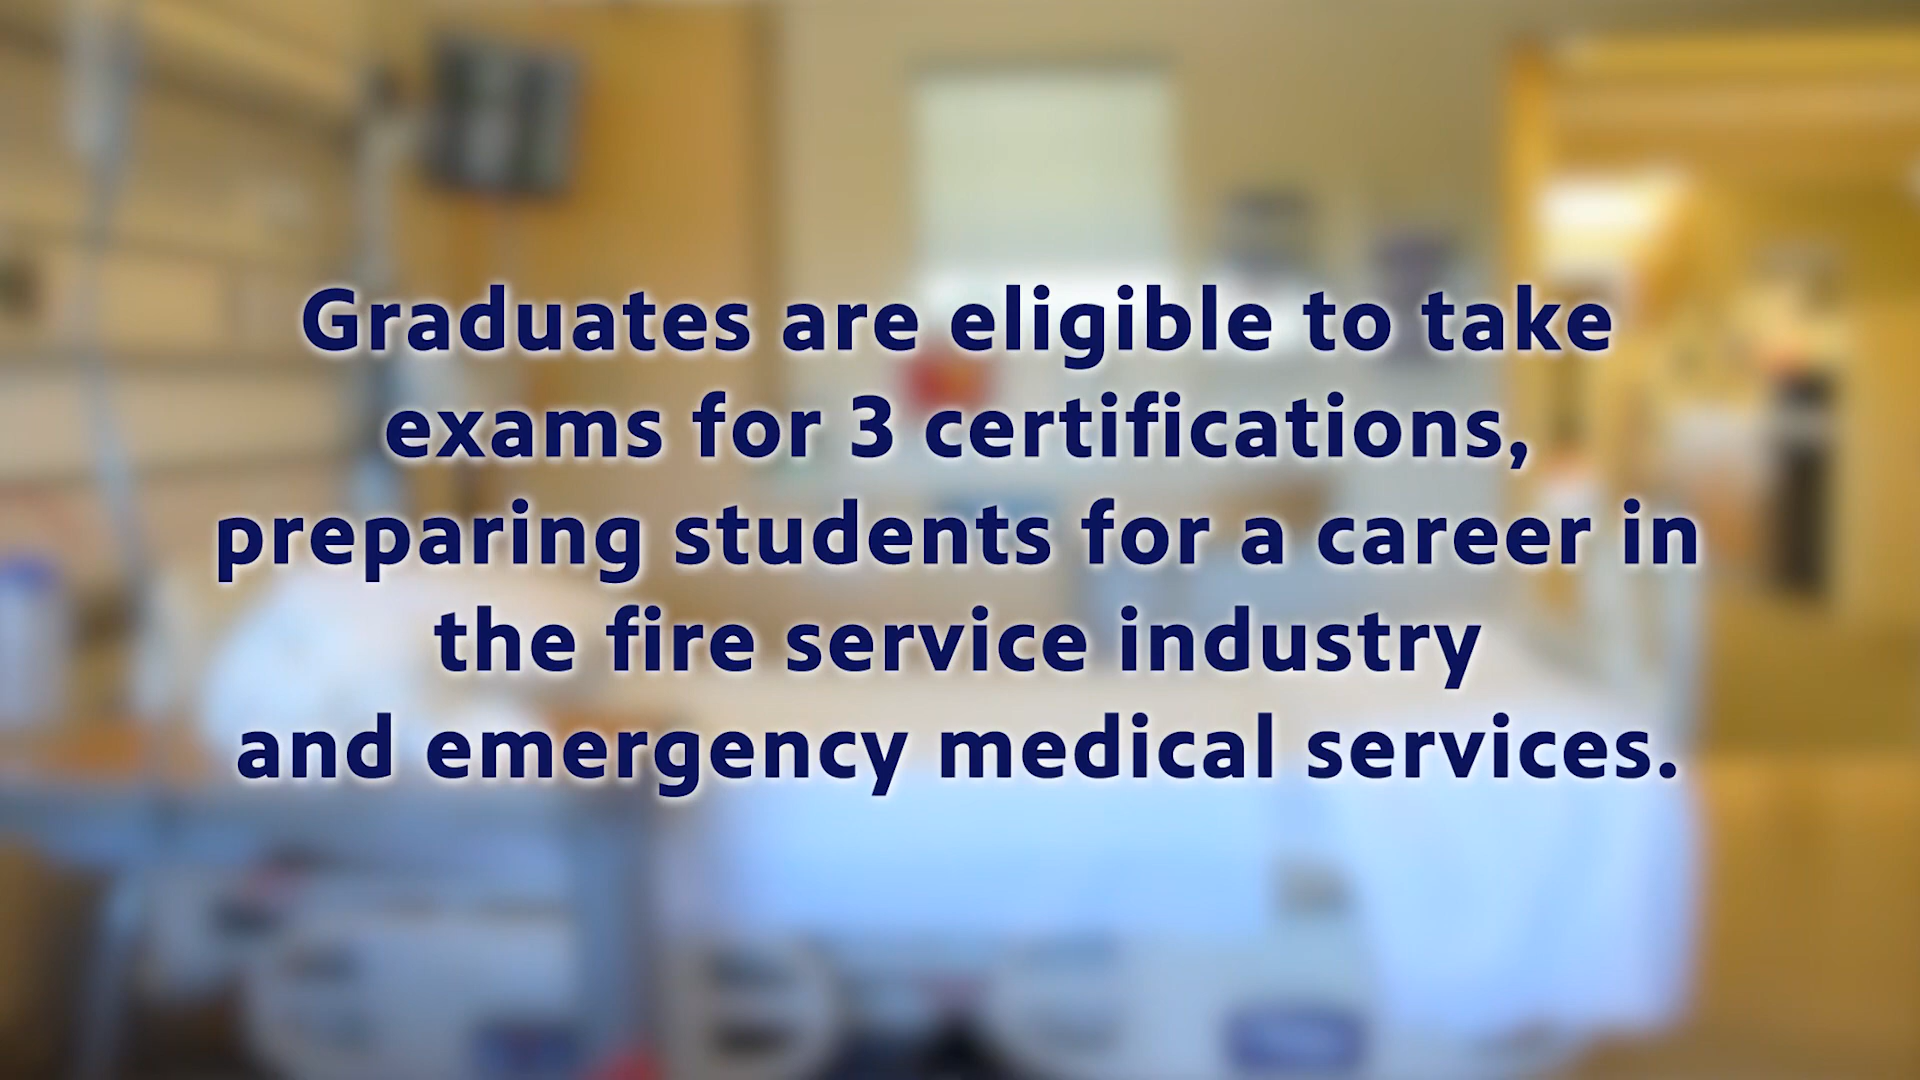 Graduates are eligible to take
exams for 3 certifications,
preparing students for a career in
the fire service industry
and emergency medical services.